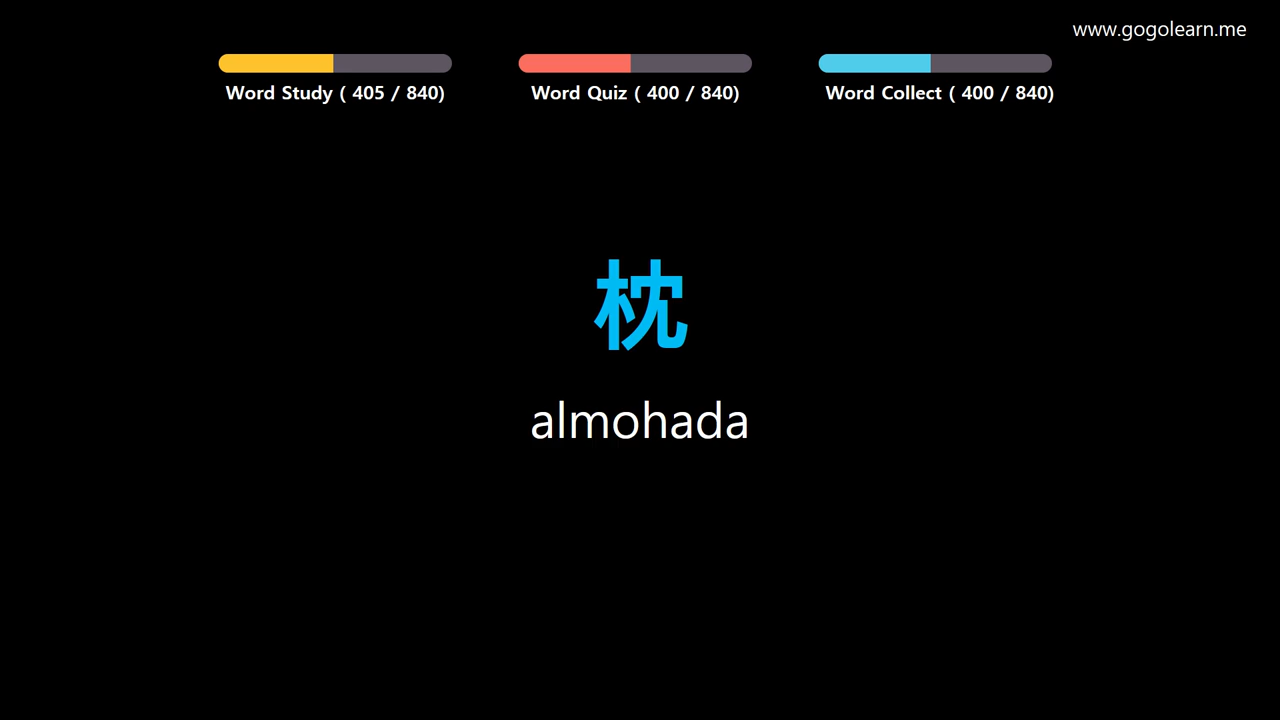 www.gogolearn.me
Word Study ( 405 / 840)
Word Quiz ( 400 / 840)
Word Collect ( 400 / 840)
枕
almohada